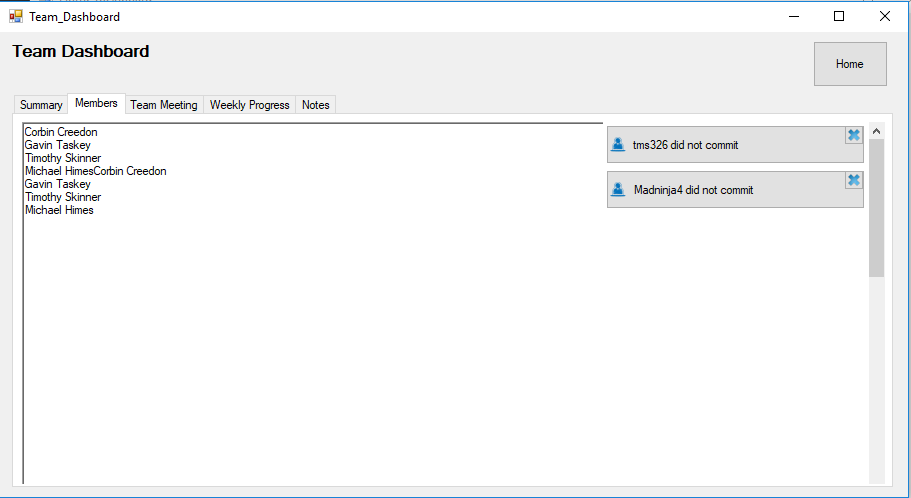 Team_Dashboard
Team Dashboard
Home
Summary
Members
Team Meeting
Weekly Progress
Notes
Corbin Creedon
Gavin Taskey
Timothy Skinner
Michael HimesCorbin Creedon
Gavin Taskey
Timothy Skinner
Michael Himes
tms326 did not commit
Madninja4 did not commit